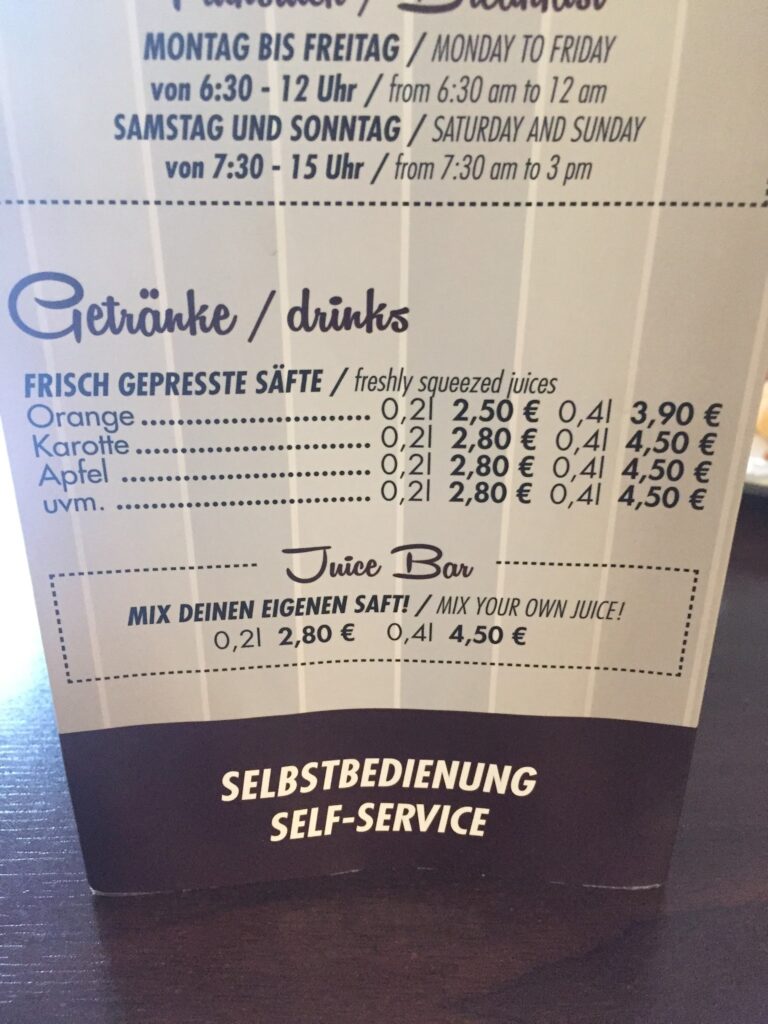 Frühstück / Breakfast
MONTAG BIS FREITAG / MONDAY TO FRIDAY
von 6:30 - 12 Uhr / from 6:30 am to 12 am
SAMSTAG UND SONNTAG / SATURDAY AND SUNDAY
von 7:30 - 15 Uhr / from 7:30 am to 3 pm
Getränke / drinks
FRISCH GEPRESSTE SÄFTE / freshly squeezed juices
Orange ................................ 0,2l 2,50 € 0,4l 3,90 €
Karotte ................................ 0,2l 2,80 € 0,4l 4,50 €
Apfel ................................ 0,2l 2,80 € 0,4l 4,50 €
uvm. ................................ 0,2l 2,80 € 0,4l 4,50 €
Juice Bar
MIX DEINEN EIGENEN SAFT! / MIX YOUR OWN JUICE!
0,2l 2,80 € 0,4l 4,50 €
SELBSTBEDIENUNG
SELF-SERVICE